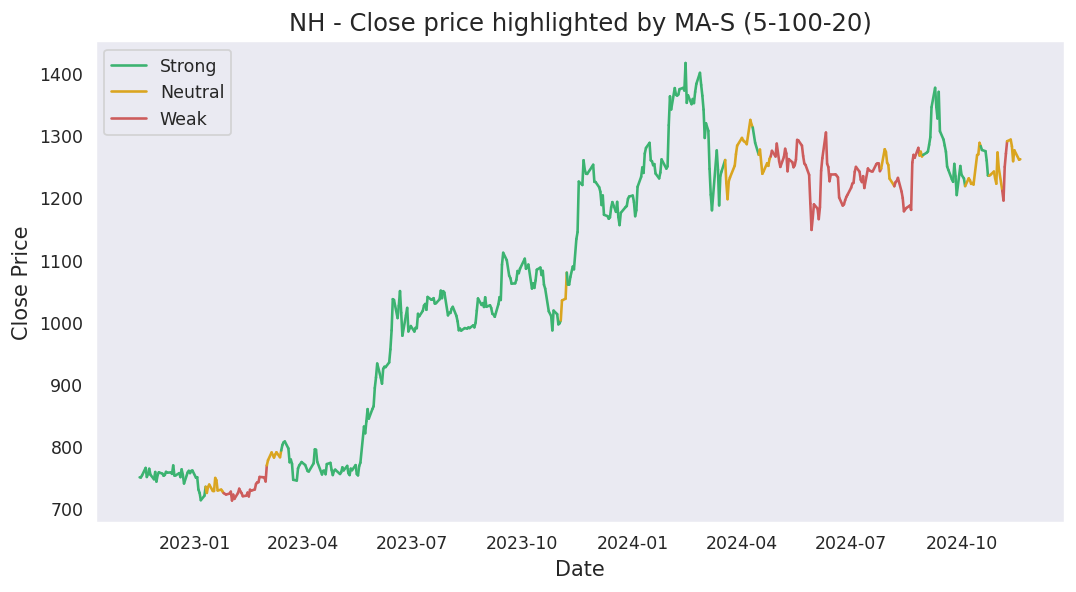 NH - Close price highlighted by MA-S (5-100-20)
Strong
Neutral
Weak
Close Price
1400
1300
1200
1100
1000
900
800
700
2023-01 2023-04 2023-07 2023-10 2024-01 2024-04 2024-07 2024-10
Date